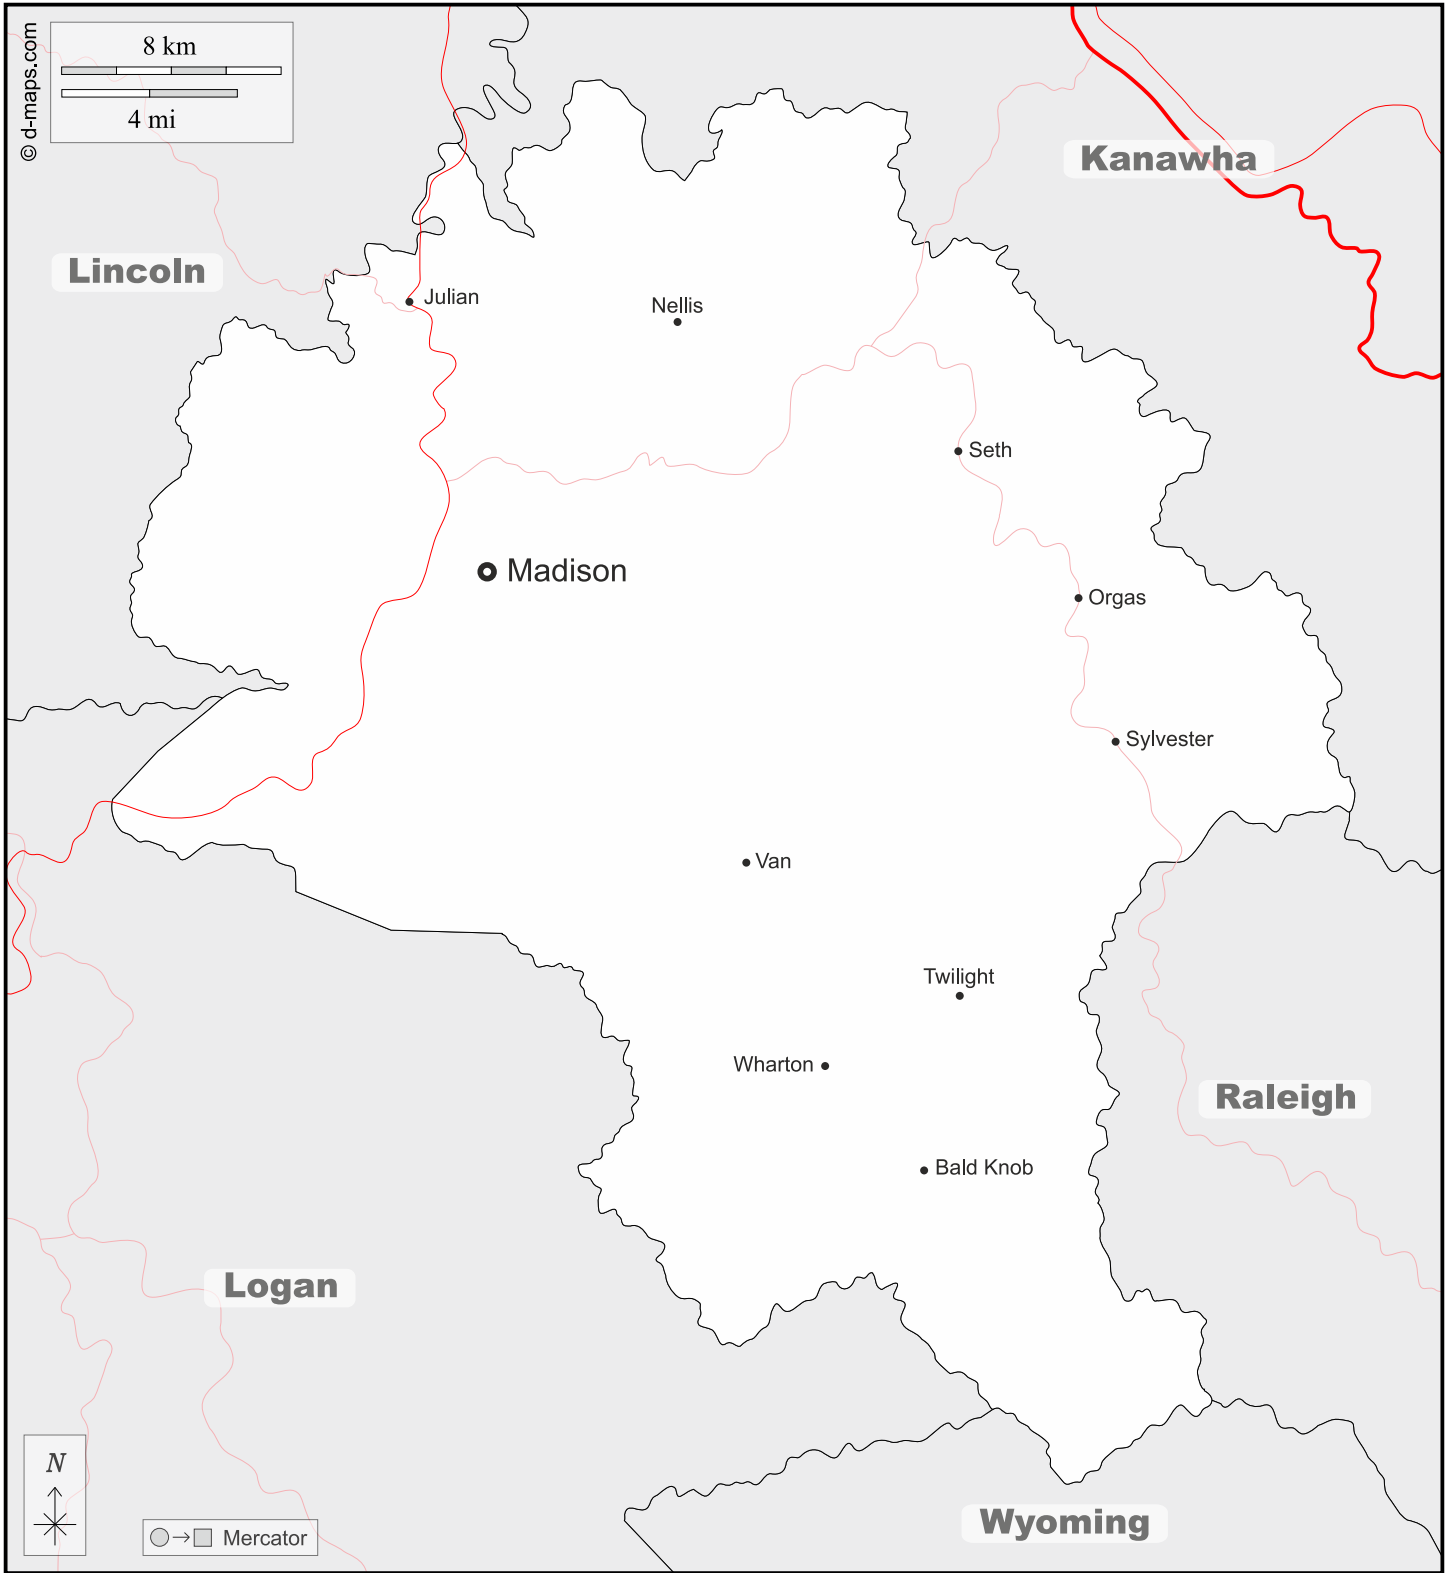 © d-maps.com
8 km
4 mi
Kanawha
Lincoln
Julian
Nellis
Seth
Madison
Orgas
Sylvester
Van
Twilight
Wharton
Raleigh
Bald Knob
Logan
N
Wyoming
Mercator